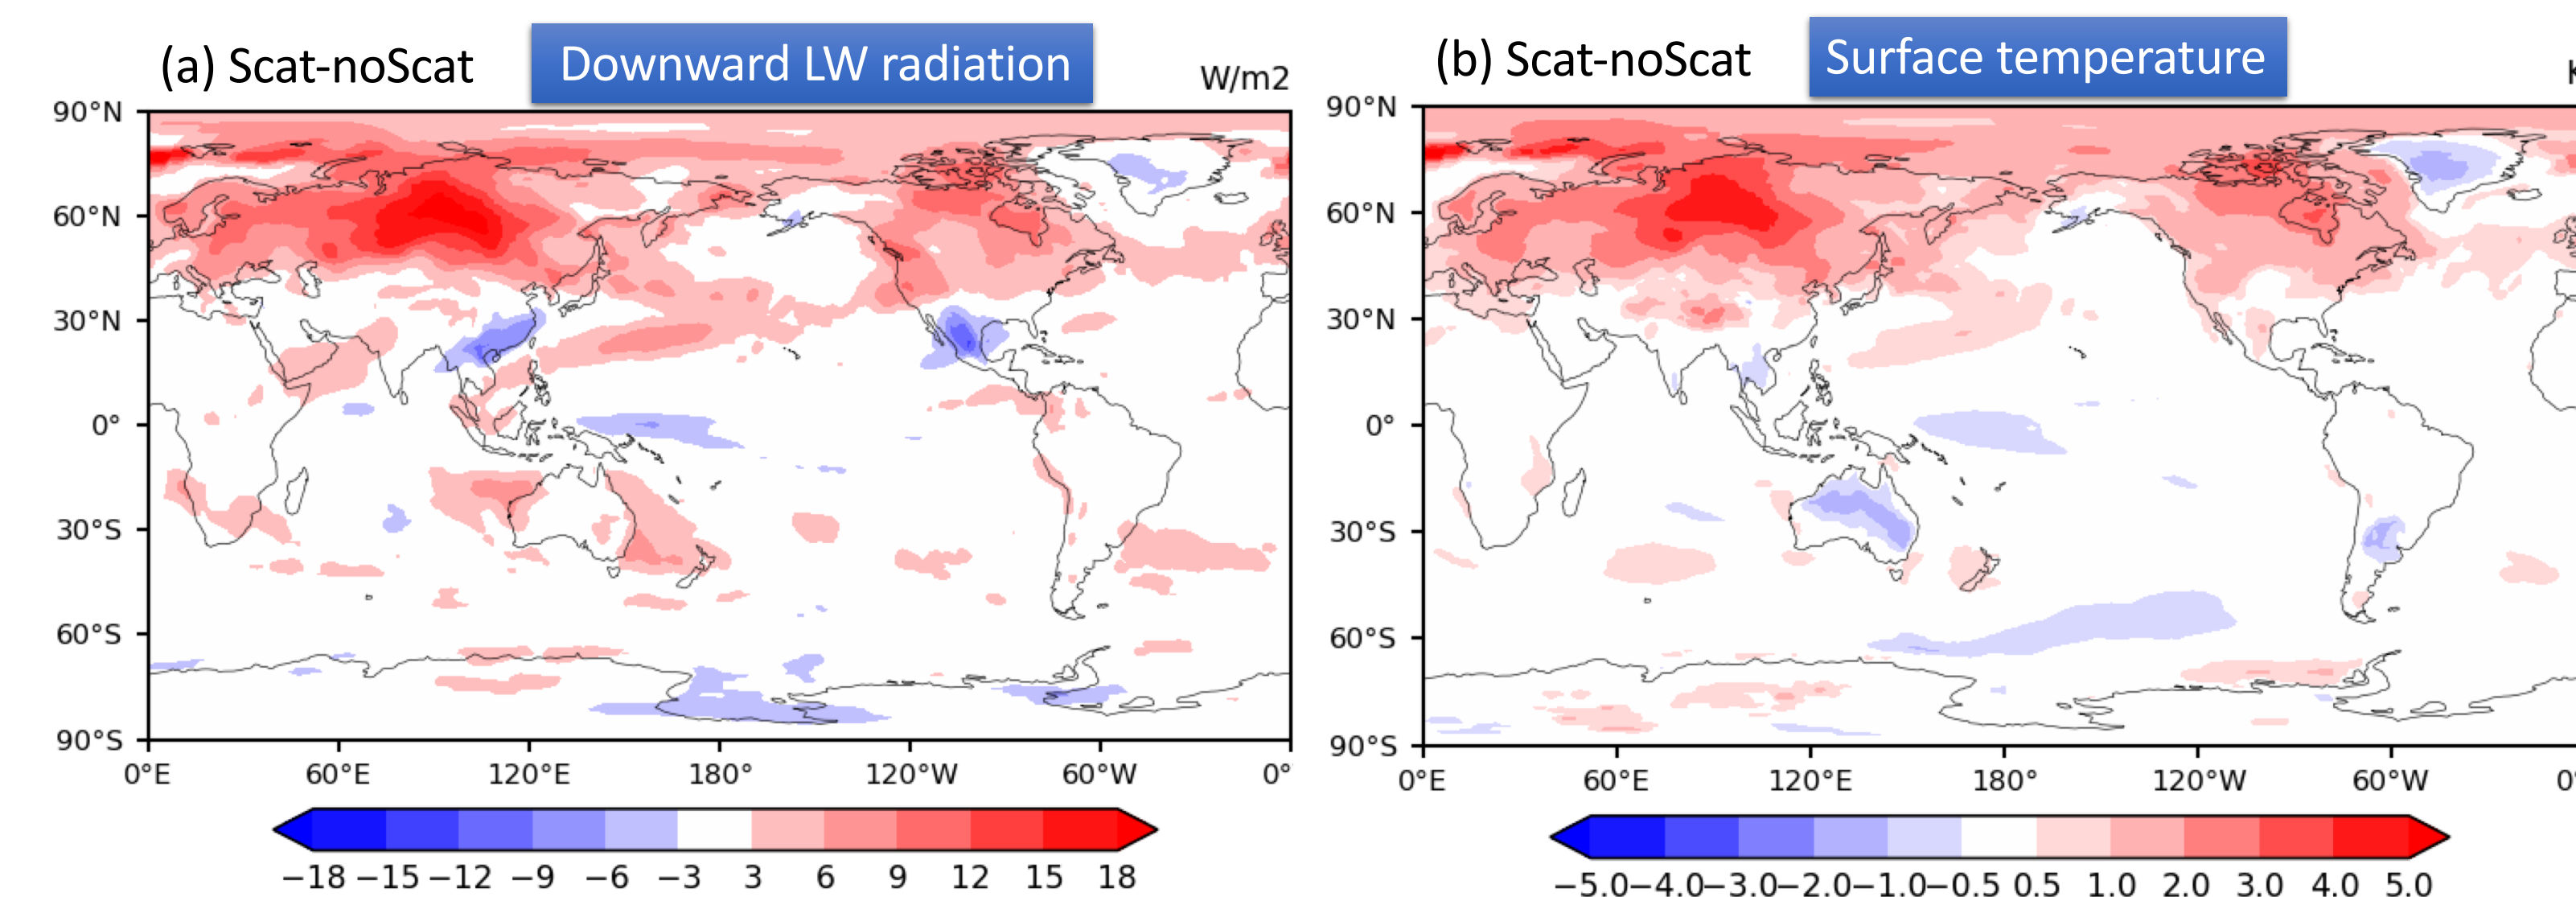 (a) Scat-noScat
Downward LW radiation
W/m2
90°N
60°N
30°N
0°
30°S
60°S
90°S
0°E 60°E 120°E 180° 120°W 60°W 0°
−18 −15 −12 −9 −6 −3 3 6 9 12 15 18
(b) Scat-noScat
Surface temperature
K
90°N
60°N
30°N
0°
30°S
60°S
90°S
0°E 60°E 120°E 180° 120°W 60°W 0°
−5.0 −4.0 −3.0 −2.0 −1.0 −0.5 0.5 1.0 2.0 3.0 4.0 5.0